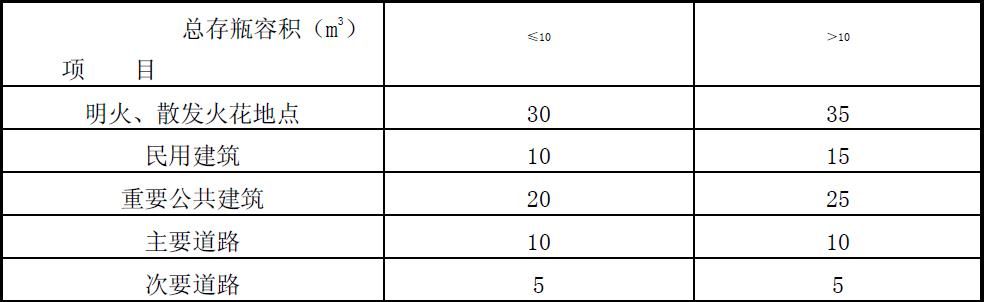 总存瓶容积（m³） ≤10 >10
项 目
明火、散发火花地点 30 35
民用建筑 10 15
重要公共建筑 20 25
主要道路 10 10
次要道路 5 5